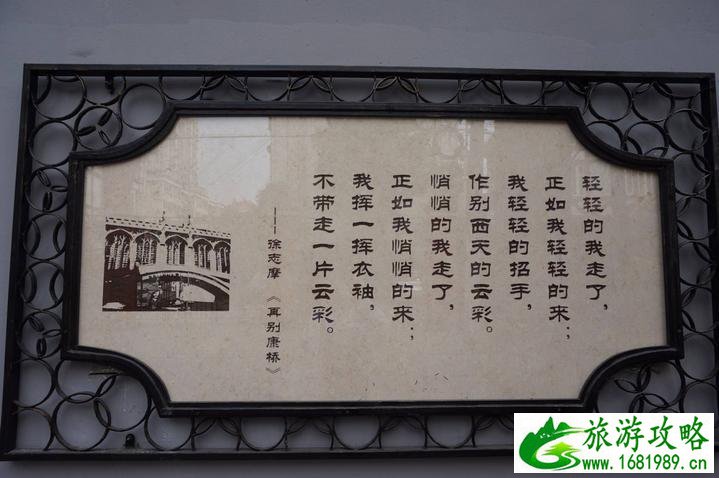 轻轻的我走了，
正如我轻轻的来；
我轻轻的招手，
作别西天的云彩。
悄悄的我走了，
正如我悄悄的来；
我挥一挥衣袖，
不带走一片云彩。
——徐志摩《再别康桥》
旅游攻略
www.1681989.cn